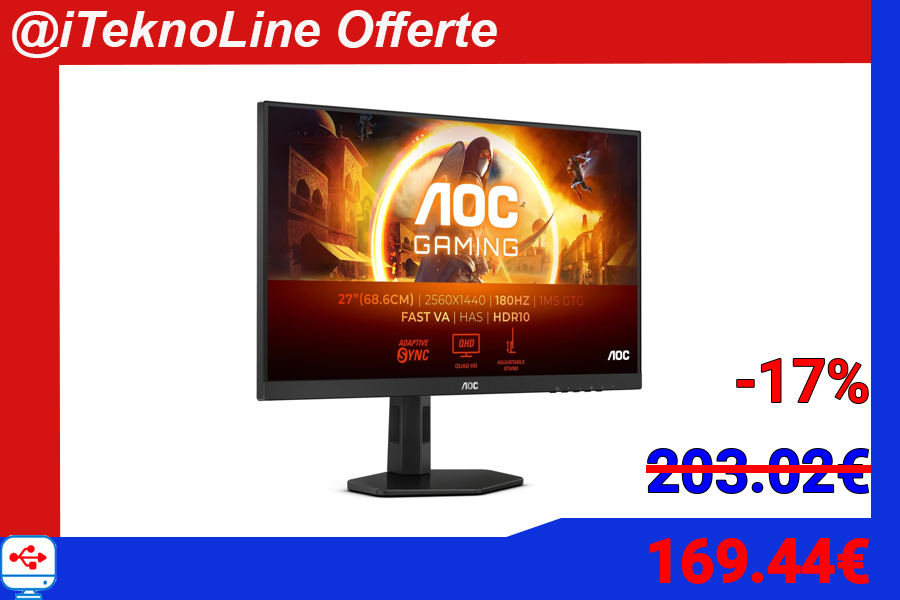 @iTeknoLine Offerte
AOC
GAMING
27"(68.6CM) | 2560X1440 | 180HZ | 1MS GTG
FAST VA | HAS | HDR10
ADAPTIVE
SYNC
QHD
QUAD HD
ADJUSTABLE
STAND
AOC
AOC
-17%
203.02€
169.44€